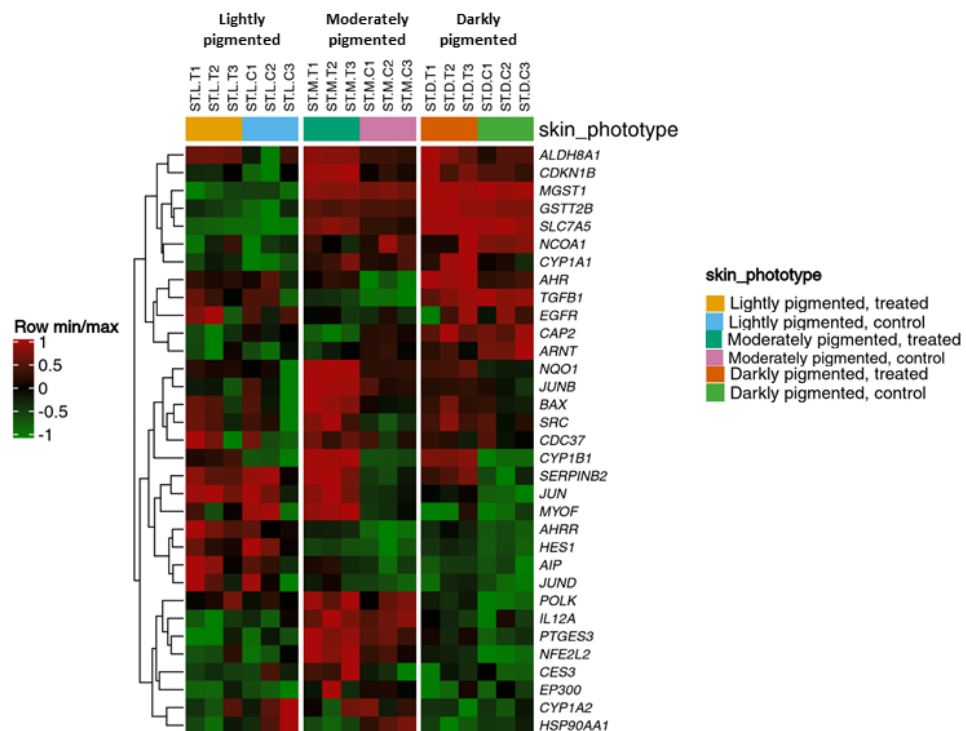 Lightly
pigmented
Moderately
pigmented
Darkly
pigmented
ST.L.T1
ST.L.T2
ST.L.T3
ST.L.C1
ST.L.C2
ST.L.C3
ST.M.T1
ST.M.T2
ST.M.T3
ST.M.C1
ST.M.C2
ST.M.C3
ST.D.T1
ST.D.T2
ST.D.T3
ST.D.C1
ST.D.C2
ST.D.C3
skin_phototype
ALDH8A1
CDKN1B
MGST1
GSTT2B
SLC7A5
NCOA1
CYP1A1
AHR
TGFB1
EGFR
CAP2
ARNT
NQO1
JUNB
BAX
SRC
CDC37
CYP1B1
SERPINB2
JUN
MYOF
AHRR
HES1
AIP
JUND
POLK
IL12A
PTGES3
NFE2L2
CES3
EP300
CYP1A2
HSP90AA1
Row min/max
1
0.5
0
-0.5
-1
skin_phototype
Lightly pigmented, treated
Lightly pigmented, control
Moderately pigmented, treated
Moderately pigmented, control
Darkly pigmented, treated
Darkly pigmented, control